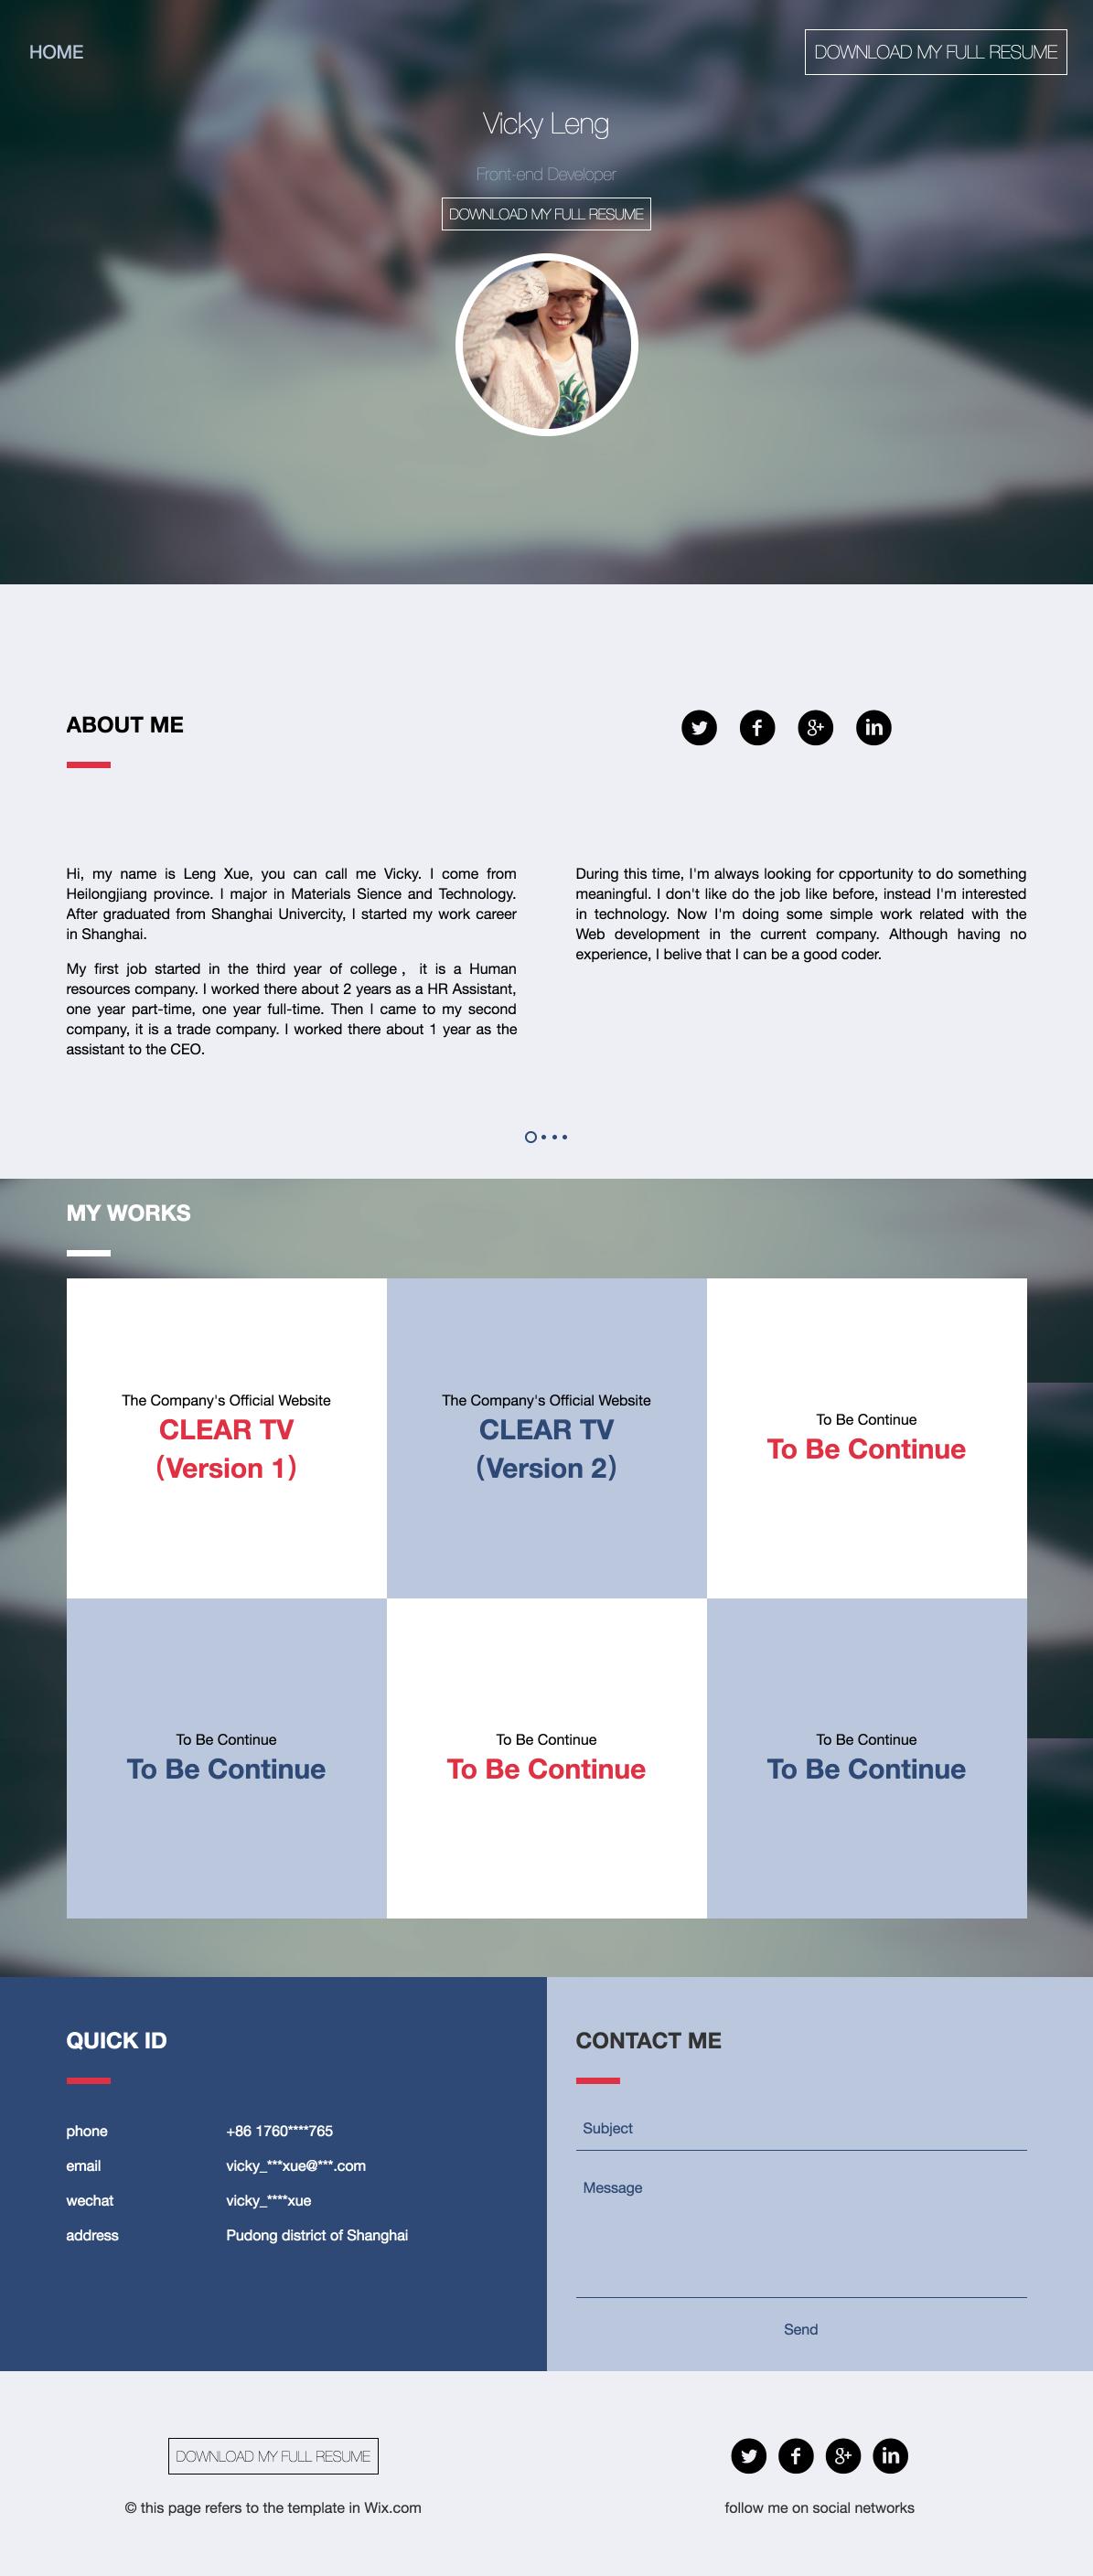 HOME
DOWNLOAD MY FULL RESUME
Vicky Leng
Front-end Developer
DOWNLOAD MY FULL RESUME
ABOUT ME
Hi, my name is Leng Xue, you can call me Vicky. I come from
Heilongjiang province. I major in Materials Sience and Technology.
After graduated from Shanghai Univercity, I started my work career
in Shanghai.
My first job started in the third year of college，it is a Human
resources company. I worked there about 2 years as a HR Assistant,
one year part-time, one year full-time. Then I came to my second
company, it is a trade company. I worked there about 1 year as the
assistant to the CEO.
During this time, I'm always looking for cpportunity to do something
meaningful. I don't like do the job like before, instead I'm interested
in technology. Now I'm doing some simple work related with the
Web development in the current company. Although having no
experience, I belive that I can be a good coder.
MY WORKS
The Company's Official Website
CLEAR TV
(Version 1)
The Company's Official Website
CLEAR TV
(Version 2)
To Be Continue
To Be Continue
To Be Continue
To Be Continue
To Be Continue
To Be Continue
To Be Continue
To Be Continue
QUICK ID
phone +86 1760****765
email vicky_***xue@***.com
wechat vicky_****xue
address Pudong district of Shanghai
CONTACT ME
Subject
Message
Send
DOWNLOAD MY FULL RESUME
© this page refers to the template in Wix.com
follow me on social networks